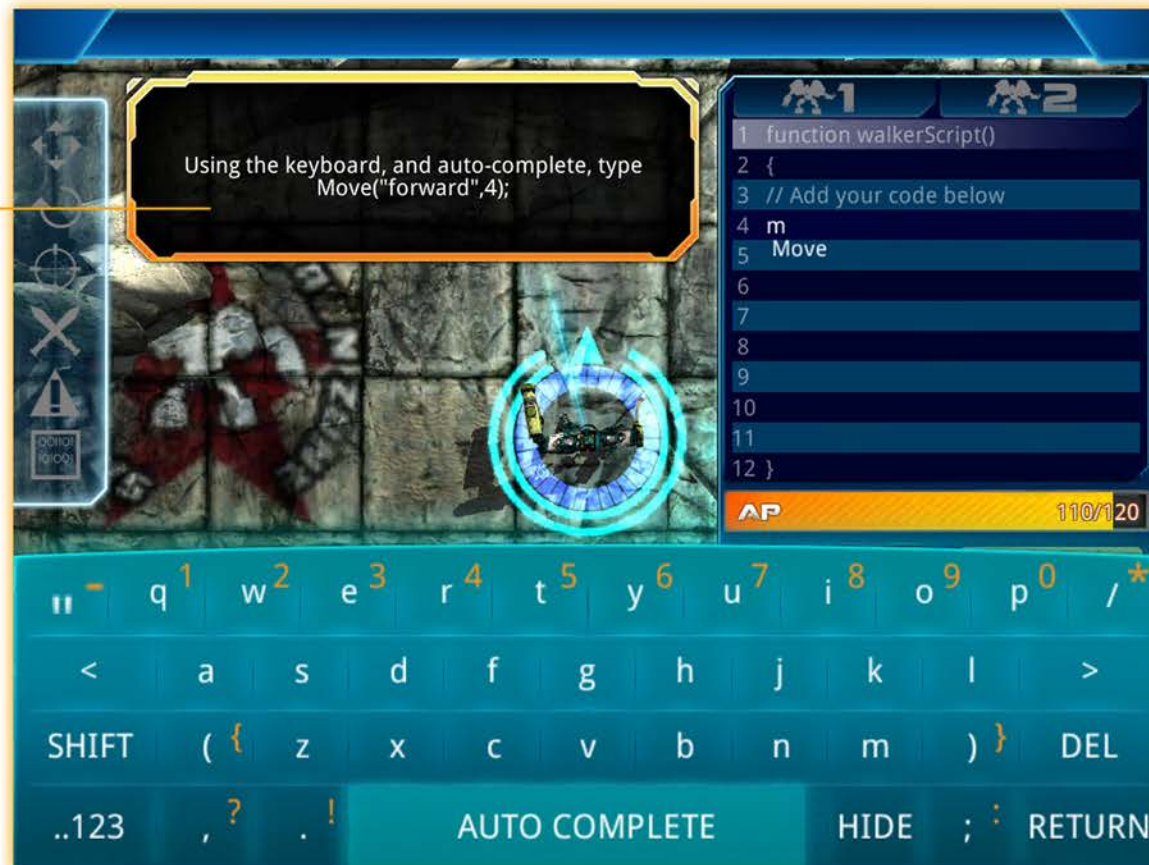 Using the keyboard, and auto-complete, type
Move("forward",4);
1
2
1 function walkerScript()
2 {
3 // Add your code below
4 m
5 Move
6
7
8
9
10
11
12 }
AP 110/120
" - q 1 w 2 e 3 r 4 t 5 y 6 u 7 i 8 o 9 p 0 / *
< a s d f g h j k l >
SHIFT ( { z x c v b n m ) } DEL
..123 , ? . ! AUTO COMPLETE HIDE ; : RETURN